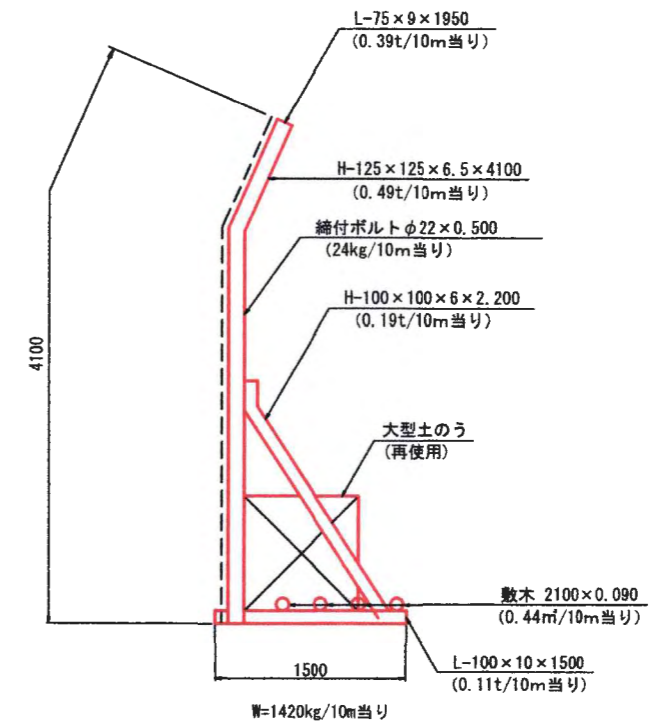 L-75×9×1950
(0.39t/10m当り)
H-125×125×6.5×4100
(0.49t/10m当り)
締付ボルトφ22×0.500
(24kg/10m当り)
H-100×100×6×2.200
(0.19t/10m当り)
4100
大型土のう
(再使用)
敷木 2100×0.090
(0.44㎥/10m当り)
1500
L-100×10×1500
(0.11t/10m当り)
W=1420kg/10m当り